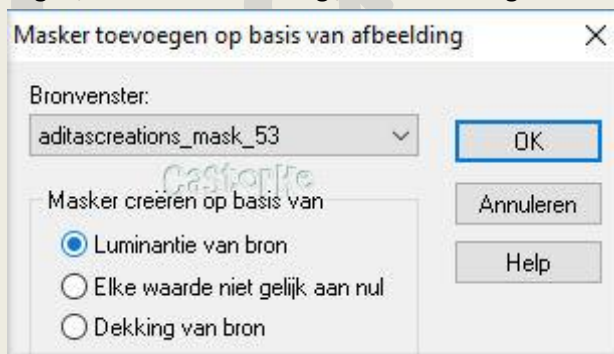 Masker toevoegen op basis van afbeelding
Bronvenster:
aditascreations_mask_53
OK
CaStorKe
Masker creëren op basis van
Annuleren
Luminantie van bron
Help
Elke waarde niet gelijk aan nul
Dekking van bron